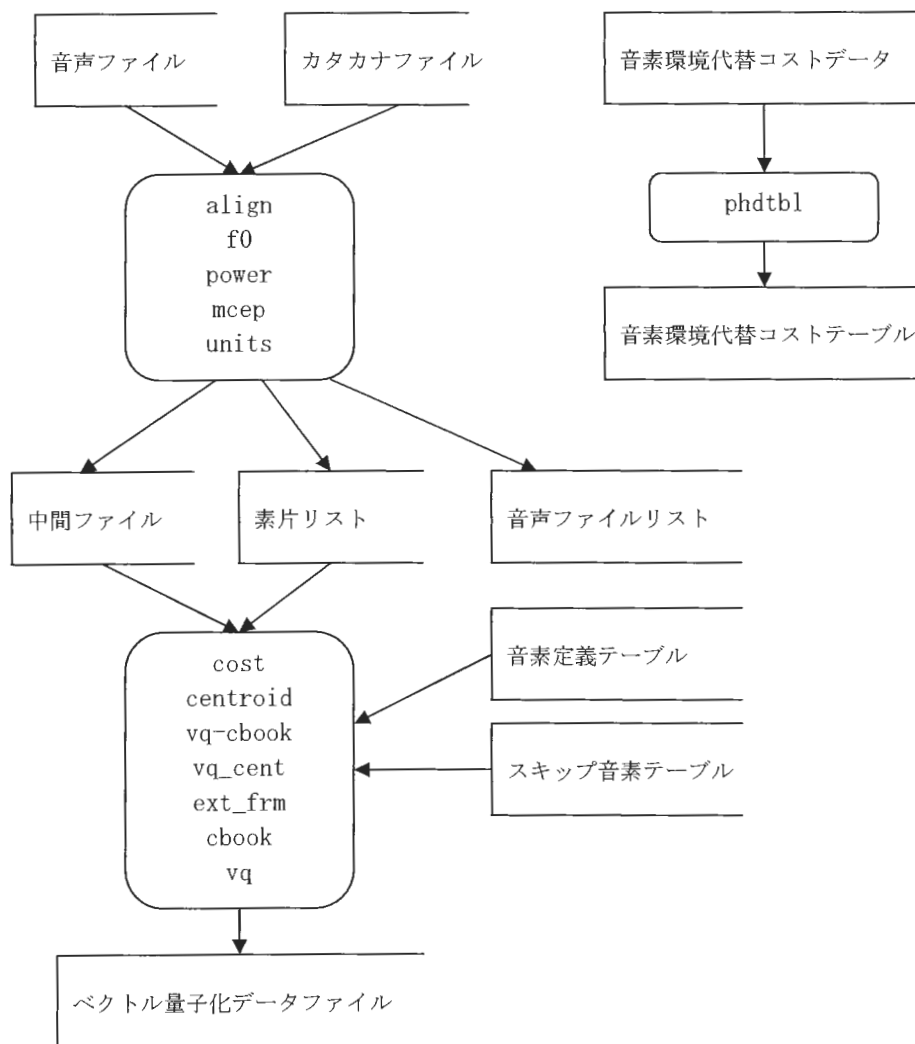 音声ファイル
カタカナファイル
音素環境代替コストデータ
align
f0
power
mcep
units
phdtbl
音素環境代替コストテーブル
中間ファイル
素片リスト
音声ファイルリスト
cost
centroid
vq-cbook
vq_cent
ext_frm
cbook
vq
音素定義テーブル
スキップ音素テーブル
ベクトル量子化データファイル